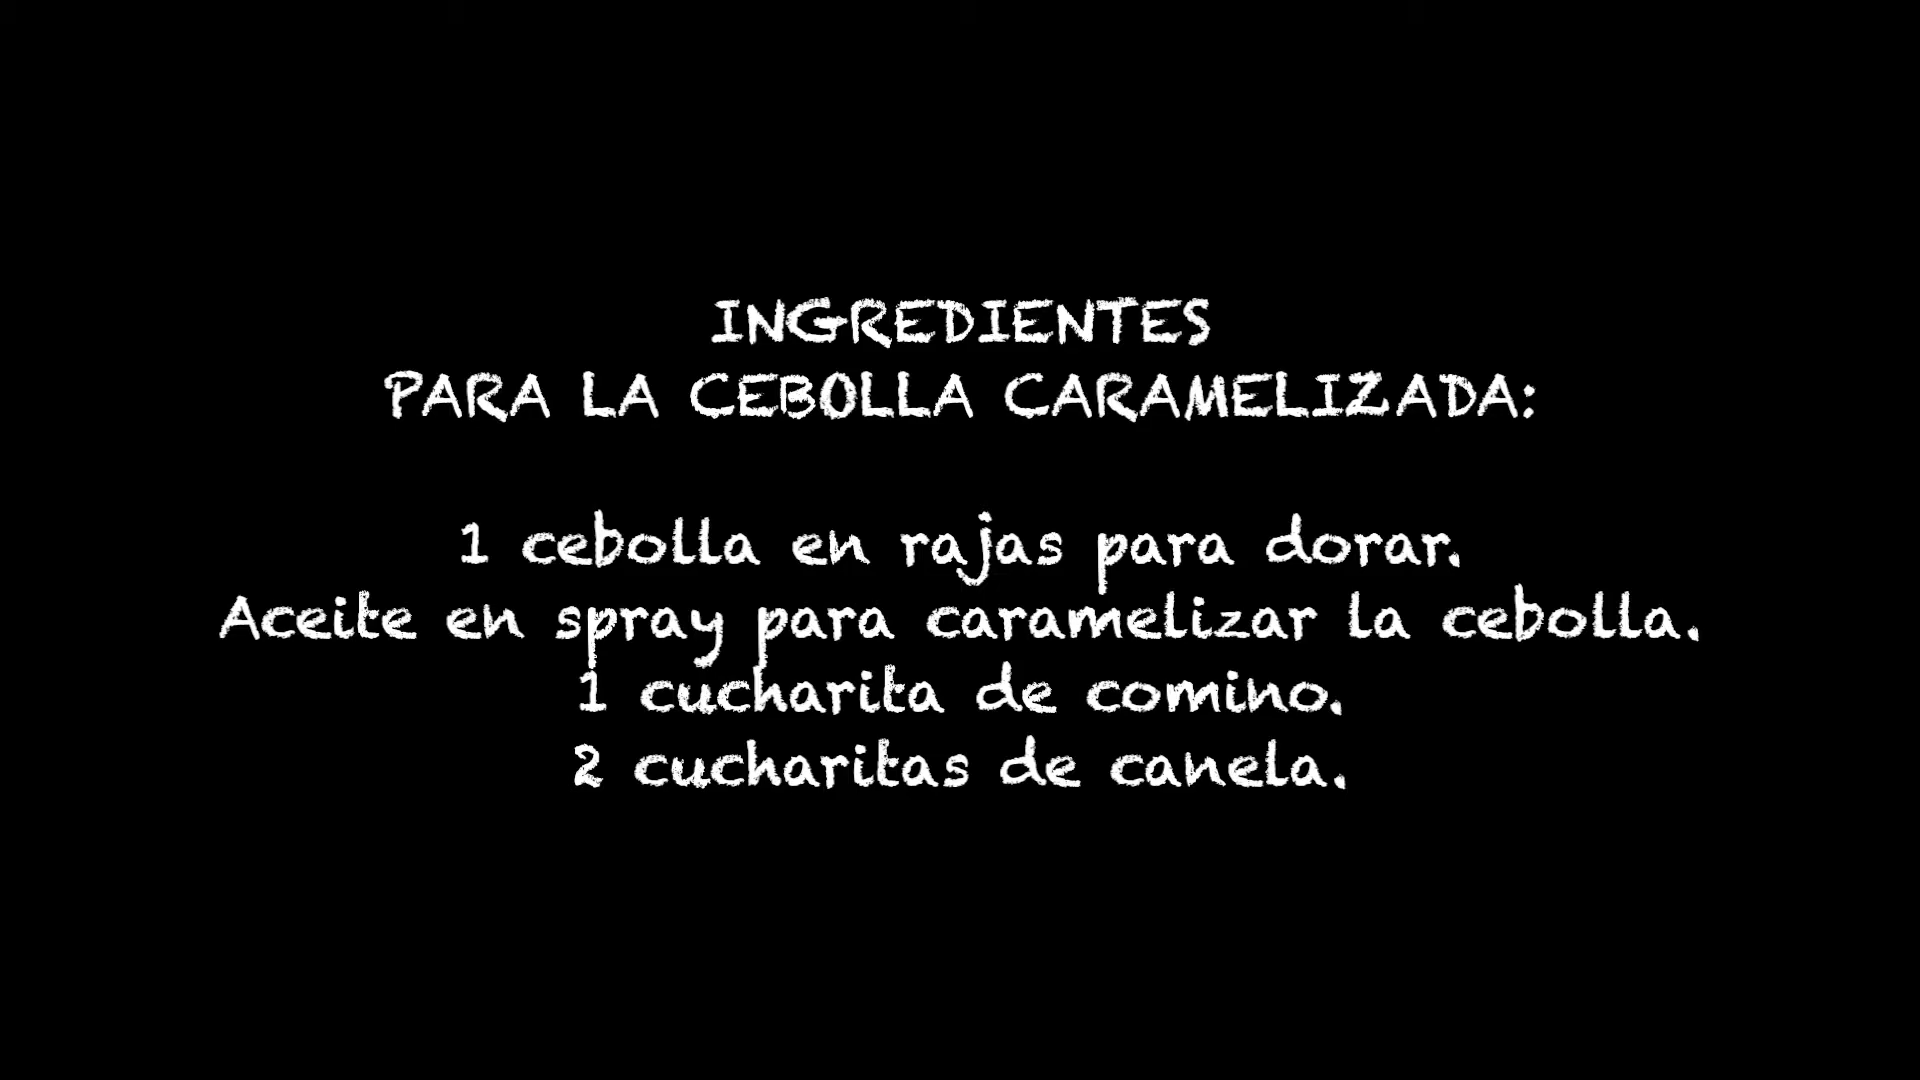 INGREDIENTES
PARA LA CEBOLLA CARAMELIZADA:
1 cebolla en rajas para dorar.
Aceite en spray para caramelizar la cebolla.
1 cucharita de comino.
2 cucharitas de canela.